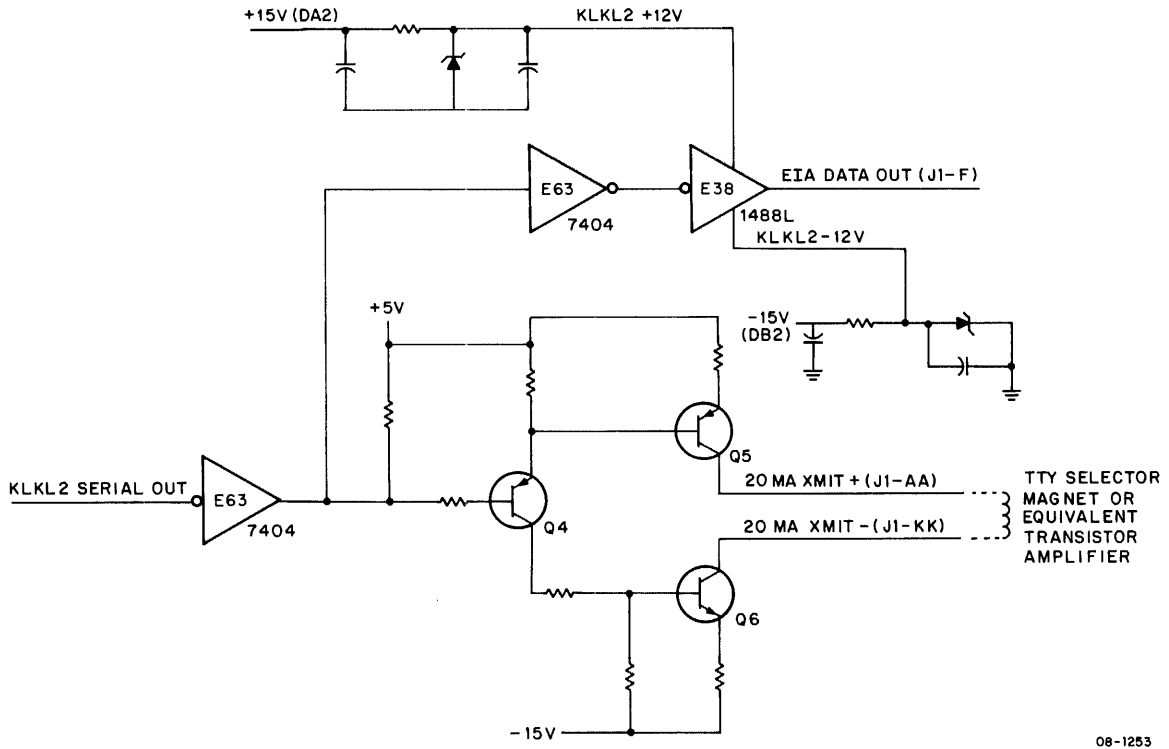 +15V (DA2)
KLKL2 +12V
E63
7404
E38
1488L
EIA DATA OUT (J1-F)
KLKL2-12V
+5V
-15V
(DB2)
KLKL2 SERIAL OUT
E63
7404
Q4
Q5
20 MA XMIT + (J1-AA)
20 MA XMIT -(J1-KK)
TTY SELECTOR
MAGNET OR
EQUIVALENT
TRANSISTOR
AMPLIFIER
Q6
-15V
08-1253